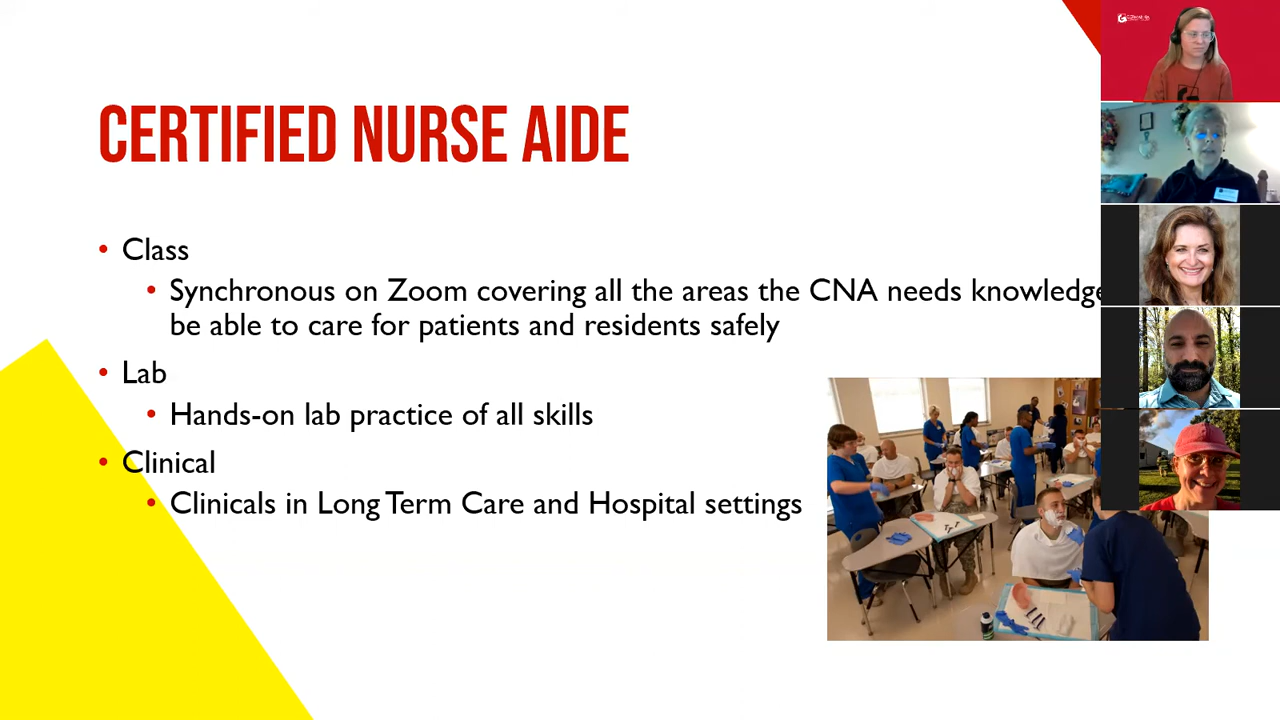 CERTIFIED NURSE AIDE
• Class
• Synchronous on Zoom covering all the areas the CNA needs knowledge
be able to care for patients and residents safely
• Lab
• Hands-on lab practice of all skills
• Clinical
• Clinicals in Long Term Care and Hospital settings